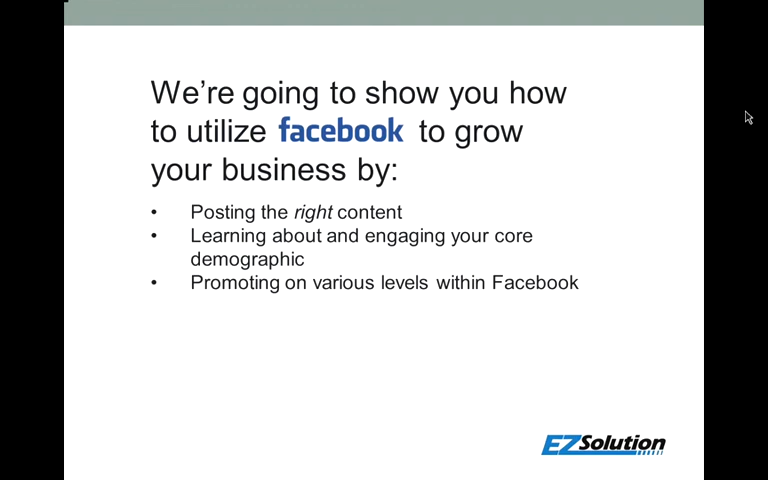 We're going to show you how
to utilize facebook to grow
your business by:
• Posting the right content
• Learning about and engaging your core
demographic
• Promoting on various levels within Facebook
EZSolution